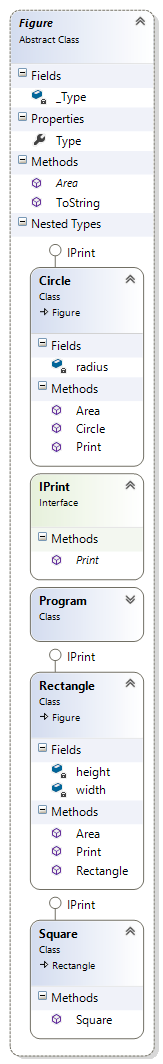 Figure
Abstract Class
Fields
_Type
Properties
Type
Methods
Area
ToString
Nested Types
IPrint
Circle
Class
Figure
Fields
radius
Methods
Area
Circle
Print
IPrint
Interface
Methods
Print
Program
Class
IPrint
Rectangle
Class
Figure
Fields
height
width
Methods
Area
Print
Rectangle
IPrint
Square
Class
Rectangle
Methods
Square